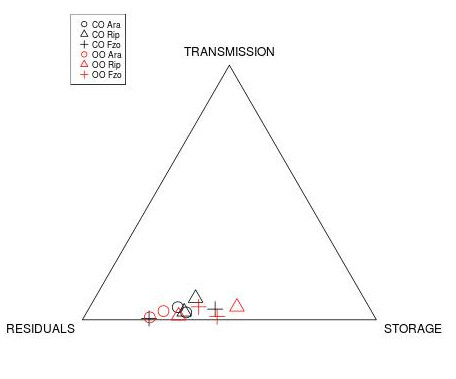 CO Ara
CO Rip
CO Fzo
OO Ara
OO Rip
OO Fzo
TRANSMISSION
RESIDUALS
STORAGE